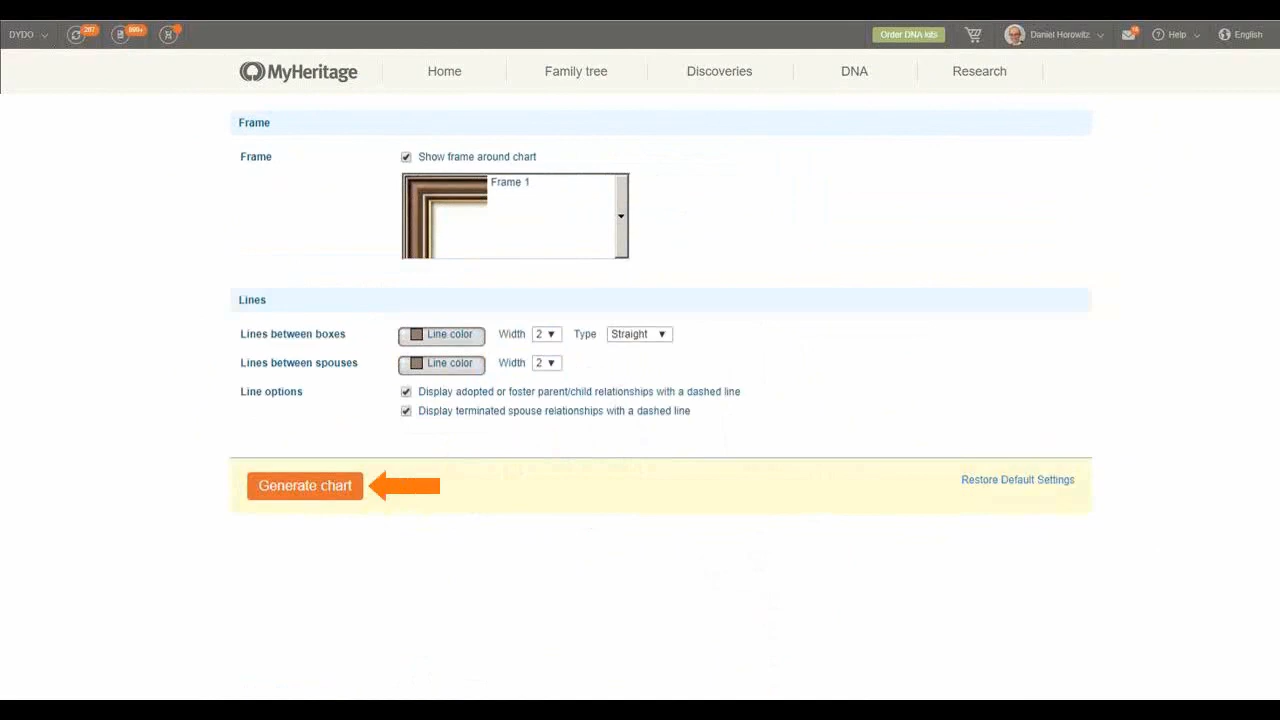 DYDO 267 999+ Order DNA kits Daniel Horowitz Help English
MyHeritage Home Family tree Discoveries DNA Research
Frame
Frame Show frame around chart
Frame 1
Lines
Lines between boxes Line color Width 2 Type Straight
Lines between spouses Line color Width 2
Line options Display adopted or foster parent/child relationships with a dashed line
Display terminated spouse relationships with a dashed line
Generate chart Restore Default Settings